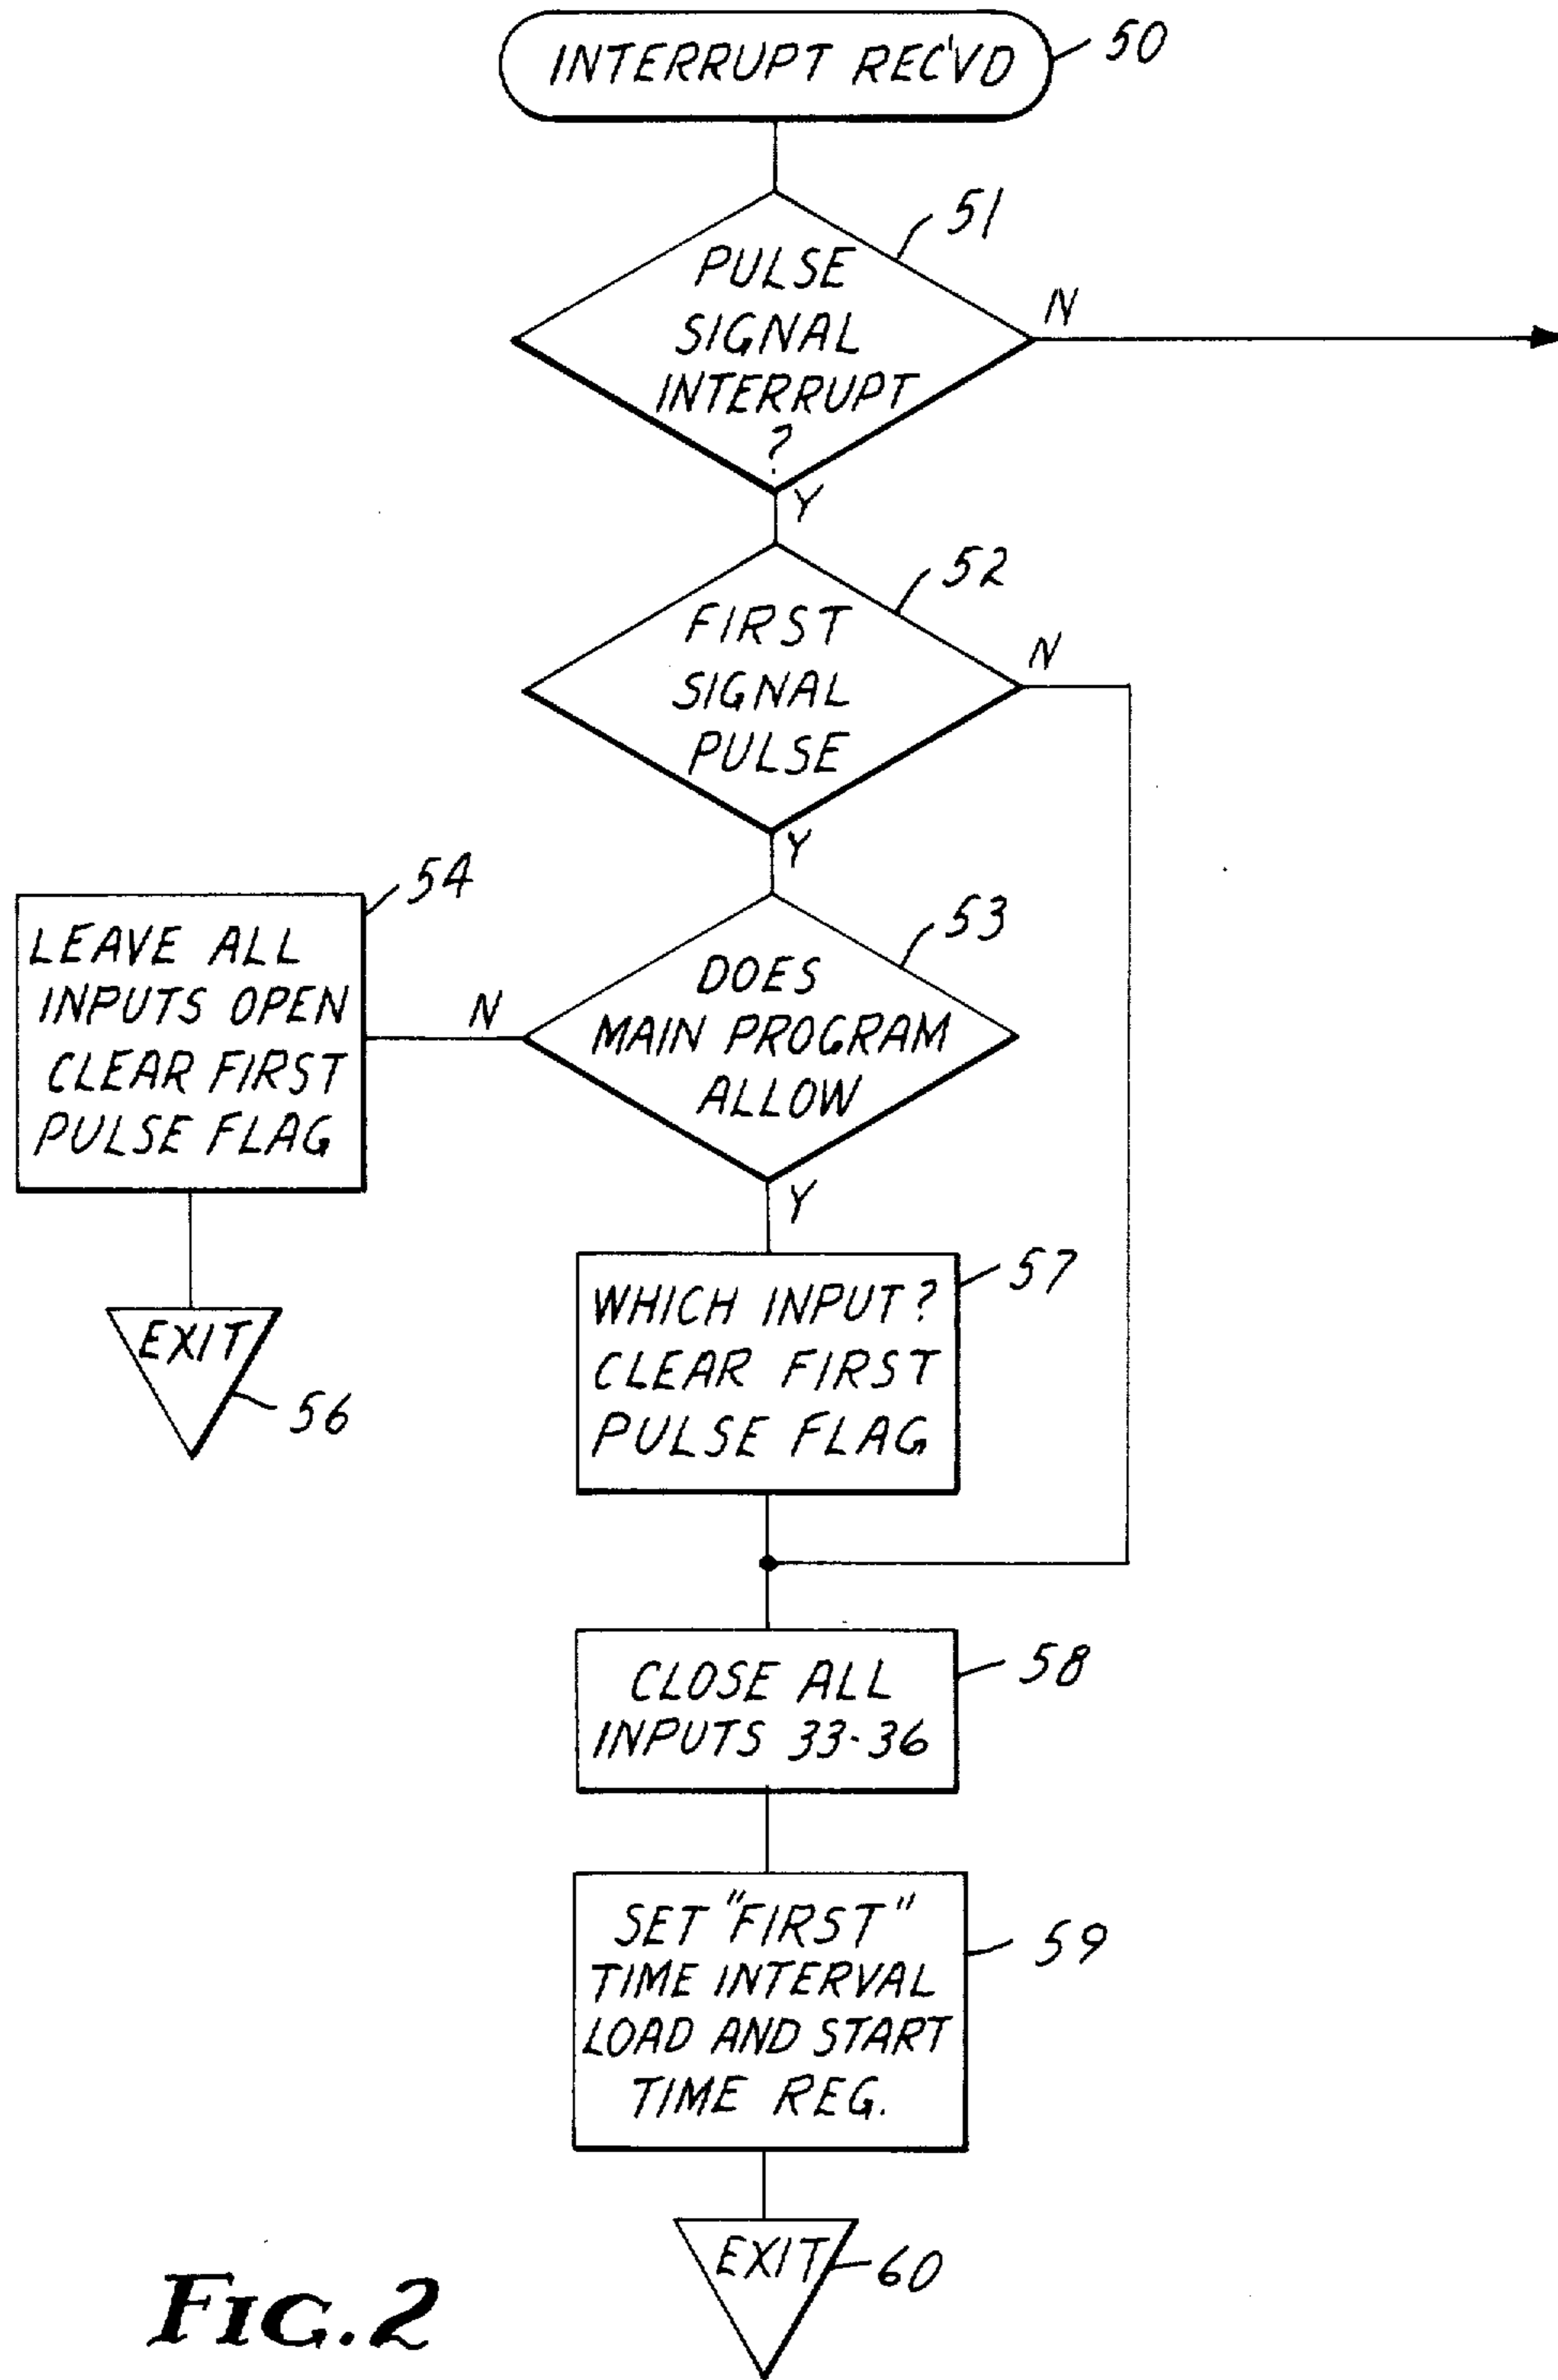 INTERRUPT REC'VD
50
51
PULSE
SIGNAL
INTERRUPT
?
N
Y
52
FIRST
SIGNAL
PULSE
N
Y
53
DOES
MAIN PROGRAM
ALLOW
N
Y
54
LEAVE ALL
INPUTS OPEN
CLEAR FIRST
PULSE FLAG
EXIT
56
57
WHICH INPUT?
CLEAR FIRST
PULSE FLAG
58
CLOSE ALL
INPUTS 33-36
59
SET "FIRST"
TIME INTERVAL
LOAD AND START
TIME REG.
EXIT
60
FIG. 2